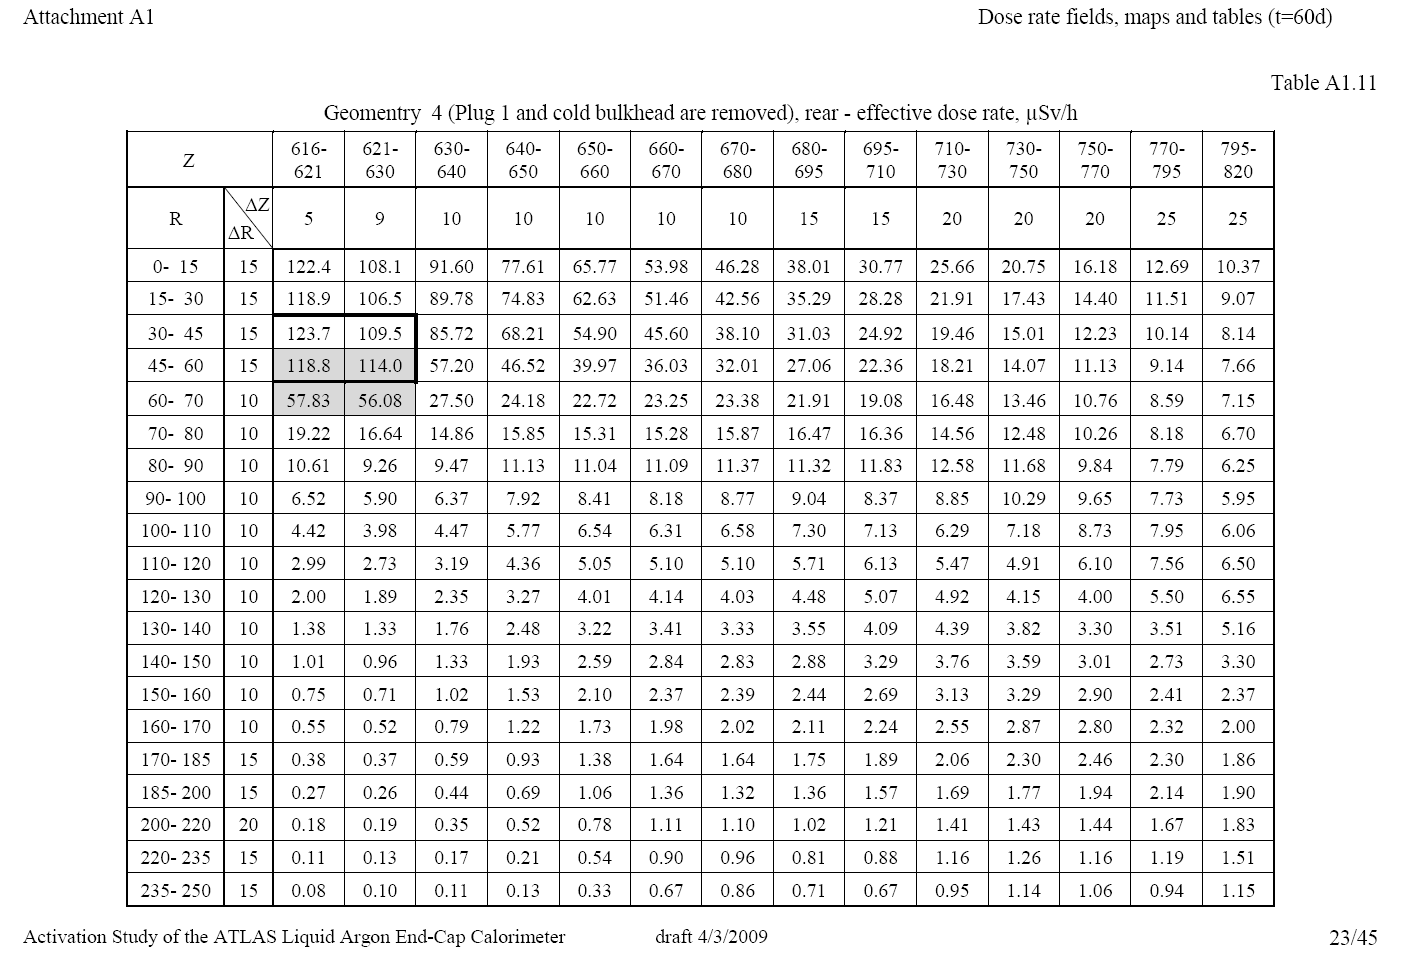 Attachment A1 Dose rate fields, maps and tables (t=60d)
Table A1.11
Geomentry 4 (Plug 1 and cold bulkhead are removed), rear - effective dose rate, µSv/h
Z 616-621 621-630 630-640 640-650 650-660 660-670 670-680 680-695 695-710 710-730 730-750 750-770 770-795 795-820
R ΔZ ΔR 5 9 10 10 10 10 10 15 15 20 20 20 25 25
0- 15 15 122.4 108.1 91.60 77.61 65.77 53.98 46.28 38.01 30.77 25.66 20.75 16.18 12.69 10.37
15- 30 15 118.9 106.5 89.78 74.83 62.63 51.46 42.56 35.29 28.28 21.91 17.43 14.40 11.51 9.07
30- 45 15 123.7 109.5 85.72 68.21 54.90 45.60 38.10 31.03 24.92 19.46 15.01 12.23 10.14 8.14
45- 60 15 118.8 114.0 57.20 46.52 39.97 36.03 32.01 27.06 22.36 18.21 14.07 11.13 9.14 7.66
60- 70 10 57.83 56.08 27.50 24.18 22.72 23.25 23.38 21.91 19.08 16.48 13.46 10.76 8.59 7.15
70- 80 10 19.22 16.64 14.86 15.85 15.31 15.28 15.87 16.47 16.36 14.56 12.48 10.26 8.18 6.70
80- 90 10 10.61 9.26 9.47 11.13 11.04 11.09 11.37 11.32 11.83 12.58 11.68 9.84 7.79 6.25
90- 100 10 6.52 5.90 6.37 7.92 8.41 8.18 8.77 9.04 8.37 8.85 10.29 9.65 7.73 5.95
100- 110 10 4.42 3.98 4.47 5.77 6.54 6.31 6.58 7.30 7.13 6.29 7.18 8.73 7.95 6.06
110- 120 10 2.99 2.73 3.19 4.36 5.05 5.10 5.10 5.71 6.13 5.47 4.91 6.10 7.56 6.50
120- 130 10 2.00 1.89 2.35 3.27 4.01 4.14 4.03 4.48 5.07 4.92 4.15 4.00 5.50 6.55
130- 140 10 1.38 1.33 1.76 2.48 3.22 3.41 3.33 3.55 4.09 4.39 3.82 3.30 3.51 5.16
140- 150 10 1.01 0.96 1.33 1.93 2.59 2.84 2.83 2.88 3.29 3.76 3.59 3.01 2.73 3.30
150- 160 10 0.75 0.71 1.02 1.53 2.10 2.37 2.39 2.44 2.69 3.13 3.29 2.90 2.41 2.37
160- 170 10 0.55 0.52 0.79 1.22 1.73 1.98 2.02 2.11 2.24 2.55 2.87 2.80 2.32 2.00
170- 185 15 0.38 0.37 0.59 0.93 1.38 1.64 1.64 1.75 1.89 2.06 2.30 2.46 2.30 1.86
185- 200 15 0.27 0.26 0.44 0.69 1.06 1.36 1.32 1.36 1.57 1.69 1.77 1.94 2.14 1.90
200- 220 20 0.18 0.19 0.35 0.52 0.78 1.11 1.10 1.02 1.21 1.41 1.43 1.44 1.67 1.83
220- 235 15 0.11 0.13 0.17 0.21 0.54 0.90 0.96 0.81 0.88 1.16 1.26 1.16 1.19 1.51
235- 250 15 0.08 0.10 0.11 0.13 0.33 0.67 0.86 0.71 0.67 0.95 1.14 1.06 0.94 1.15
Activation Study of the ATLAS Liquid Argon End-Cap Calorimeter draft 4/3/2009 23/45